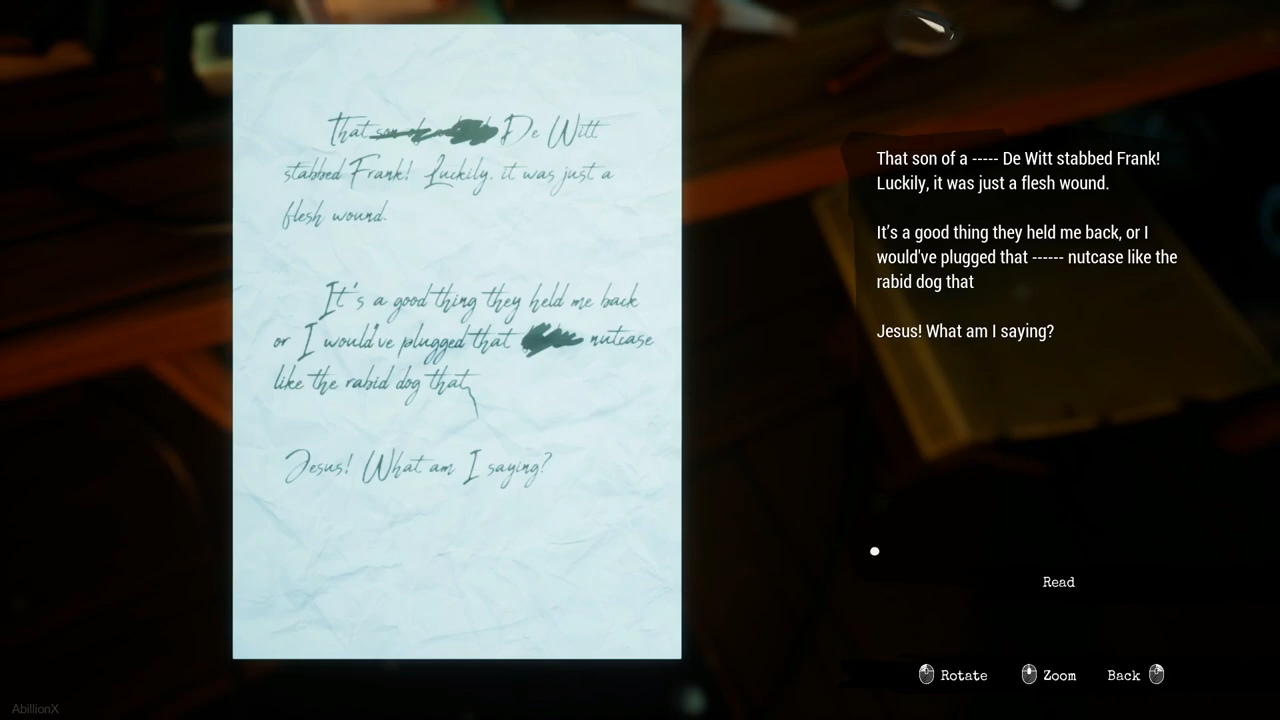 That son of a De Witt
stabbed Frank! Luckily, it was just a
flesh wound.
It's a good thing they held me back
or I would've plugged that nutcase
like the rabid dog that
Jesus! What am I saying?
That son of a ----- De Witt stabbed Frank!
Luckily, it was just a flesh wound.
It's a good thing they held me back, or I
would've plugged that ------ nutcase like the
rabid dog that
Jesus! What am I saying?
Read
Rotate Zoom Back
AbillionX